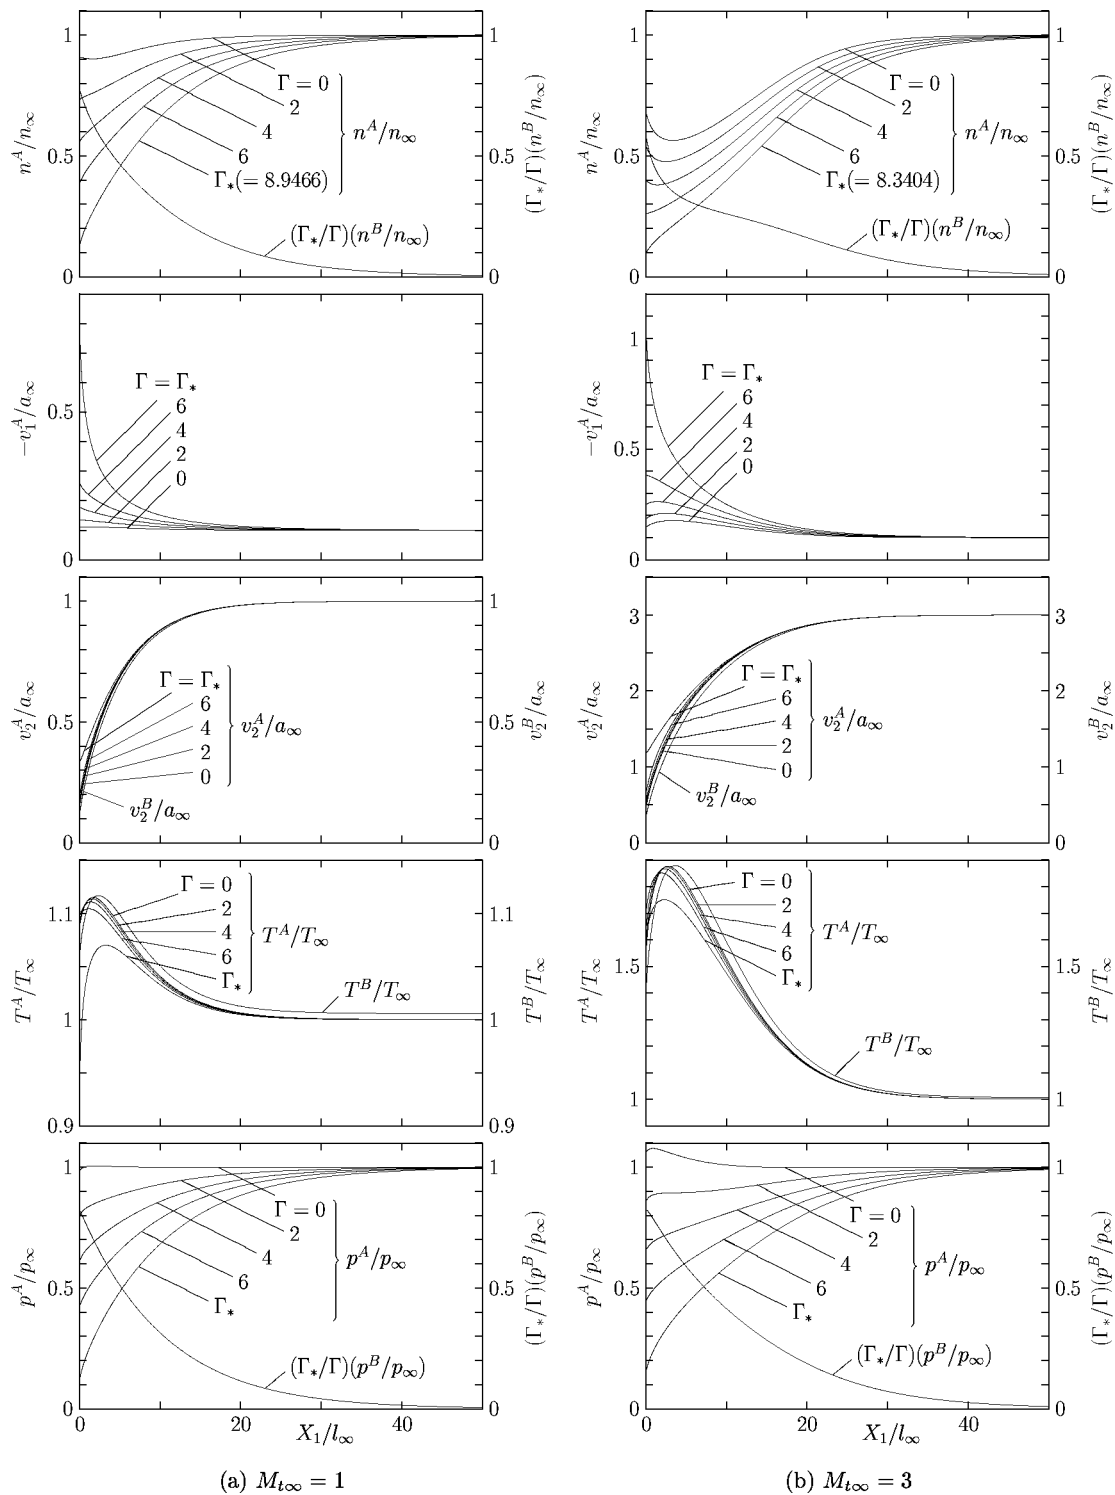 1
0.5
0
n^A/n_∞
Γ = 0
2
4
6
Γ_*(= 8.9466)
n^A/n_∞
(Γ_*/Γ)(n^B/n_∞)
1
0.5
0
(Γ_*/Γ)(n^B/n_∞)
1
0.5
0
n^A/n_∞
Γ = 0
2
4
6
Γ_*(= 8.3404)
n^A/n_∞
(Γ_*/Γ)(n^B/n_∞)
1
0.5
0
(Γ_*/Γ)(n^B/n_∞)
0.5
0
−v_1^A/a_∞
Γ = Γ_*
6
4
2
0
1
0.5
0
−v_1^A/a_∞
Γ = Γ_*
6
4
2
0
1
0.5
0
v_2^A/a_∞
Γ = Γ_*
6
4
2
0
v_2^A/a_∞
v_2^B/a_∞
1
0.5
0
v_2^B/a_∞
3
2
1
0
v_2^A/a_∞
Γ = Γ_*
6
4
2
0
v_2^A/a_∞
v_2^B/a_∞
3
2
1
0
v_2^B/a_∞
1.1
1
0.9
T^A/T_∞
Γ = 0
2
4
6
Γ_*
T^A/T_∞
T^B/T_∞
1.1
1
0.9
T^B/T_∞
1.5
1
T^A/T_∞
Γ = 0
2
4
6
Γ_*
T^A/T_∞
T^B/T_∞
1.5
1
T^B/T_∞
1
0.5
0
p^A/p_∞
Γ = 0
2
4
6
Γ_*
p^A/p_∞
(Γ_*/Γ)(p^B/p_∞)
1
0.5
0
(Γ_*/Γ)(p^B/p_∞)
0
20
40
X_1/l_∞
1
0.5
0
p^A/p_∞
Γ = 0
2
4
6
Γ_*
p^A/p_∞
(Γ_*/Γ)(p^B/p_∞)
1
0.5
0
(Γ_*/Γ)(p^B/p_∞)
0
20
40
X_1/l_∞
(a) M_{t∞} = 1
(b) M_{t∞} = 3